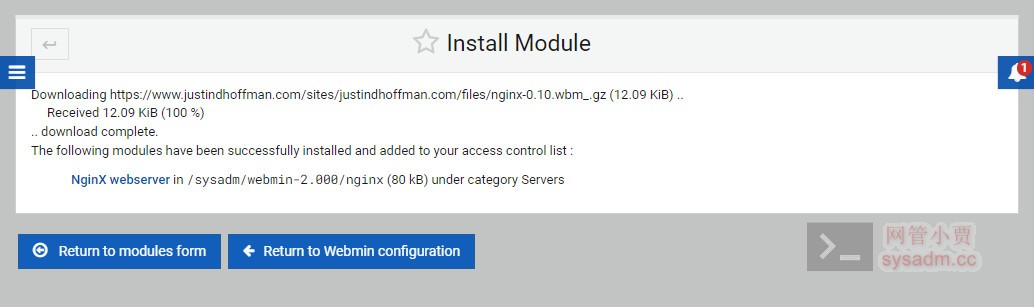 Install Module
1
Downloading https://www.justindhoffman.com/sites/justindhoffman.com/files/nginx-0.10.wbm_.gz (12.09 KiB) ..
Received 12.09 KiB (100 %)
.. download complete.
The following modules have been successfully installed and added to your access control list :
NginX webserver in /sysadm/webmin-2.000/nginx (80 kB) under category Servers
Return to modules form
Return to Webmin configuration
网管小贾
sysadm.cc